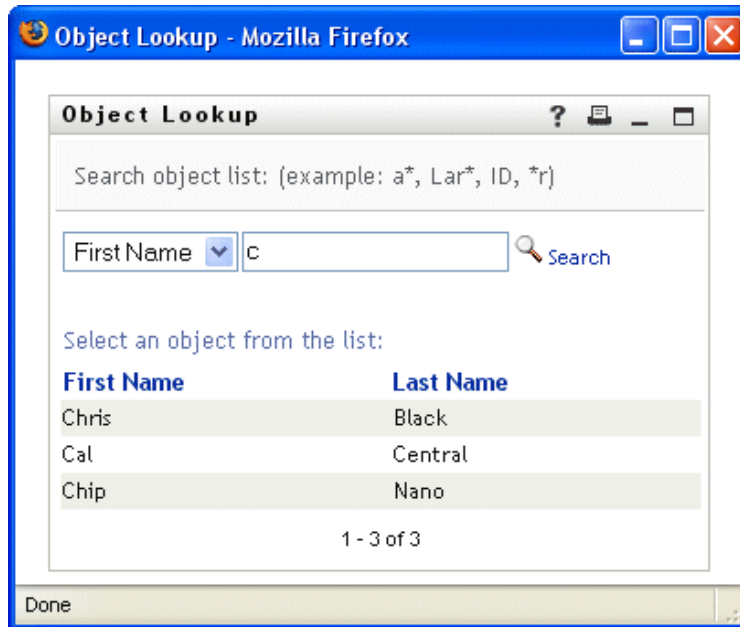 Object Lookup - Mozilla Firefox
Object Lookup ?
Search object list: (example: a*, Lar*, ID, *r)
First Name c Search
Select an object from the list:
First Name Last Name
Chris Black
Cal Central
Chip Nano
1 - 3 of 3
Done